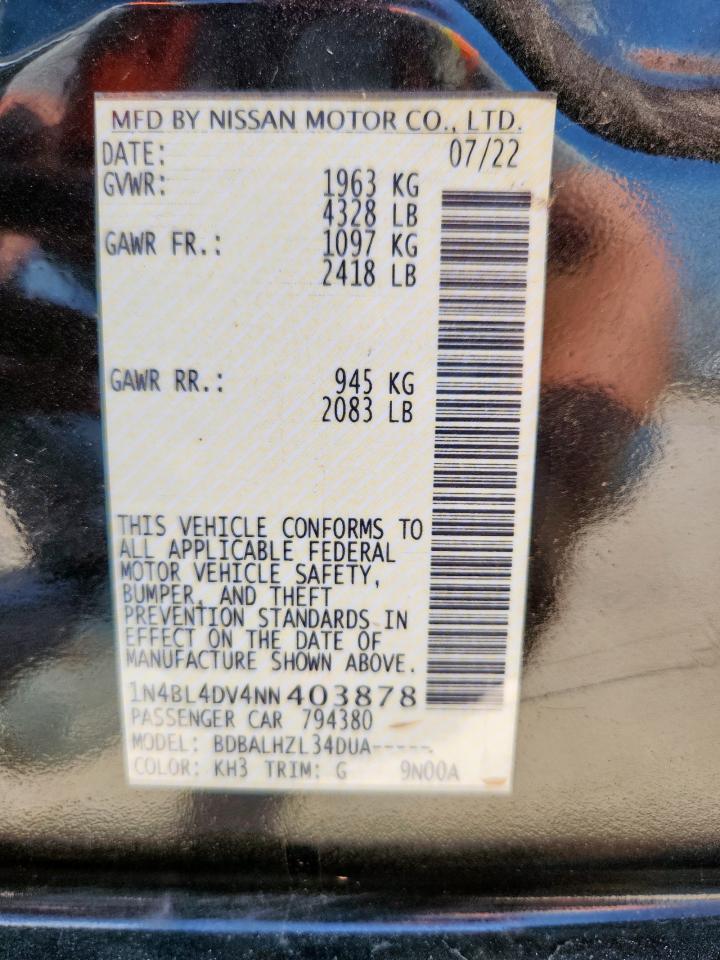 MFD BY NISSAN MOTOR CO., LTD.
DATE: 07/22
GVWR: 1963 KG
4328 LB
GAWR FR.: 1097 KG
2418 LB
GAWR RR.: 945 KG
2083 LB
THIS VEHICLE CONFORMS TO
ALL APPLICABLE FEDERAL
MOTOR VEHICLE SAFETY,
BUMPER, AND THEFT
PREVENTION STANDARDS IN
EFFECT ON THE DATE OF
MANUFACTURE SHOWN ABOVE.
1N4BL4DV4NN403878
PASSENGER CAR 794380
MODEL: BDBALHZL34DUA-----
COLOR: KH3 TRIM: G 9N00A